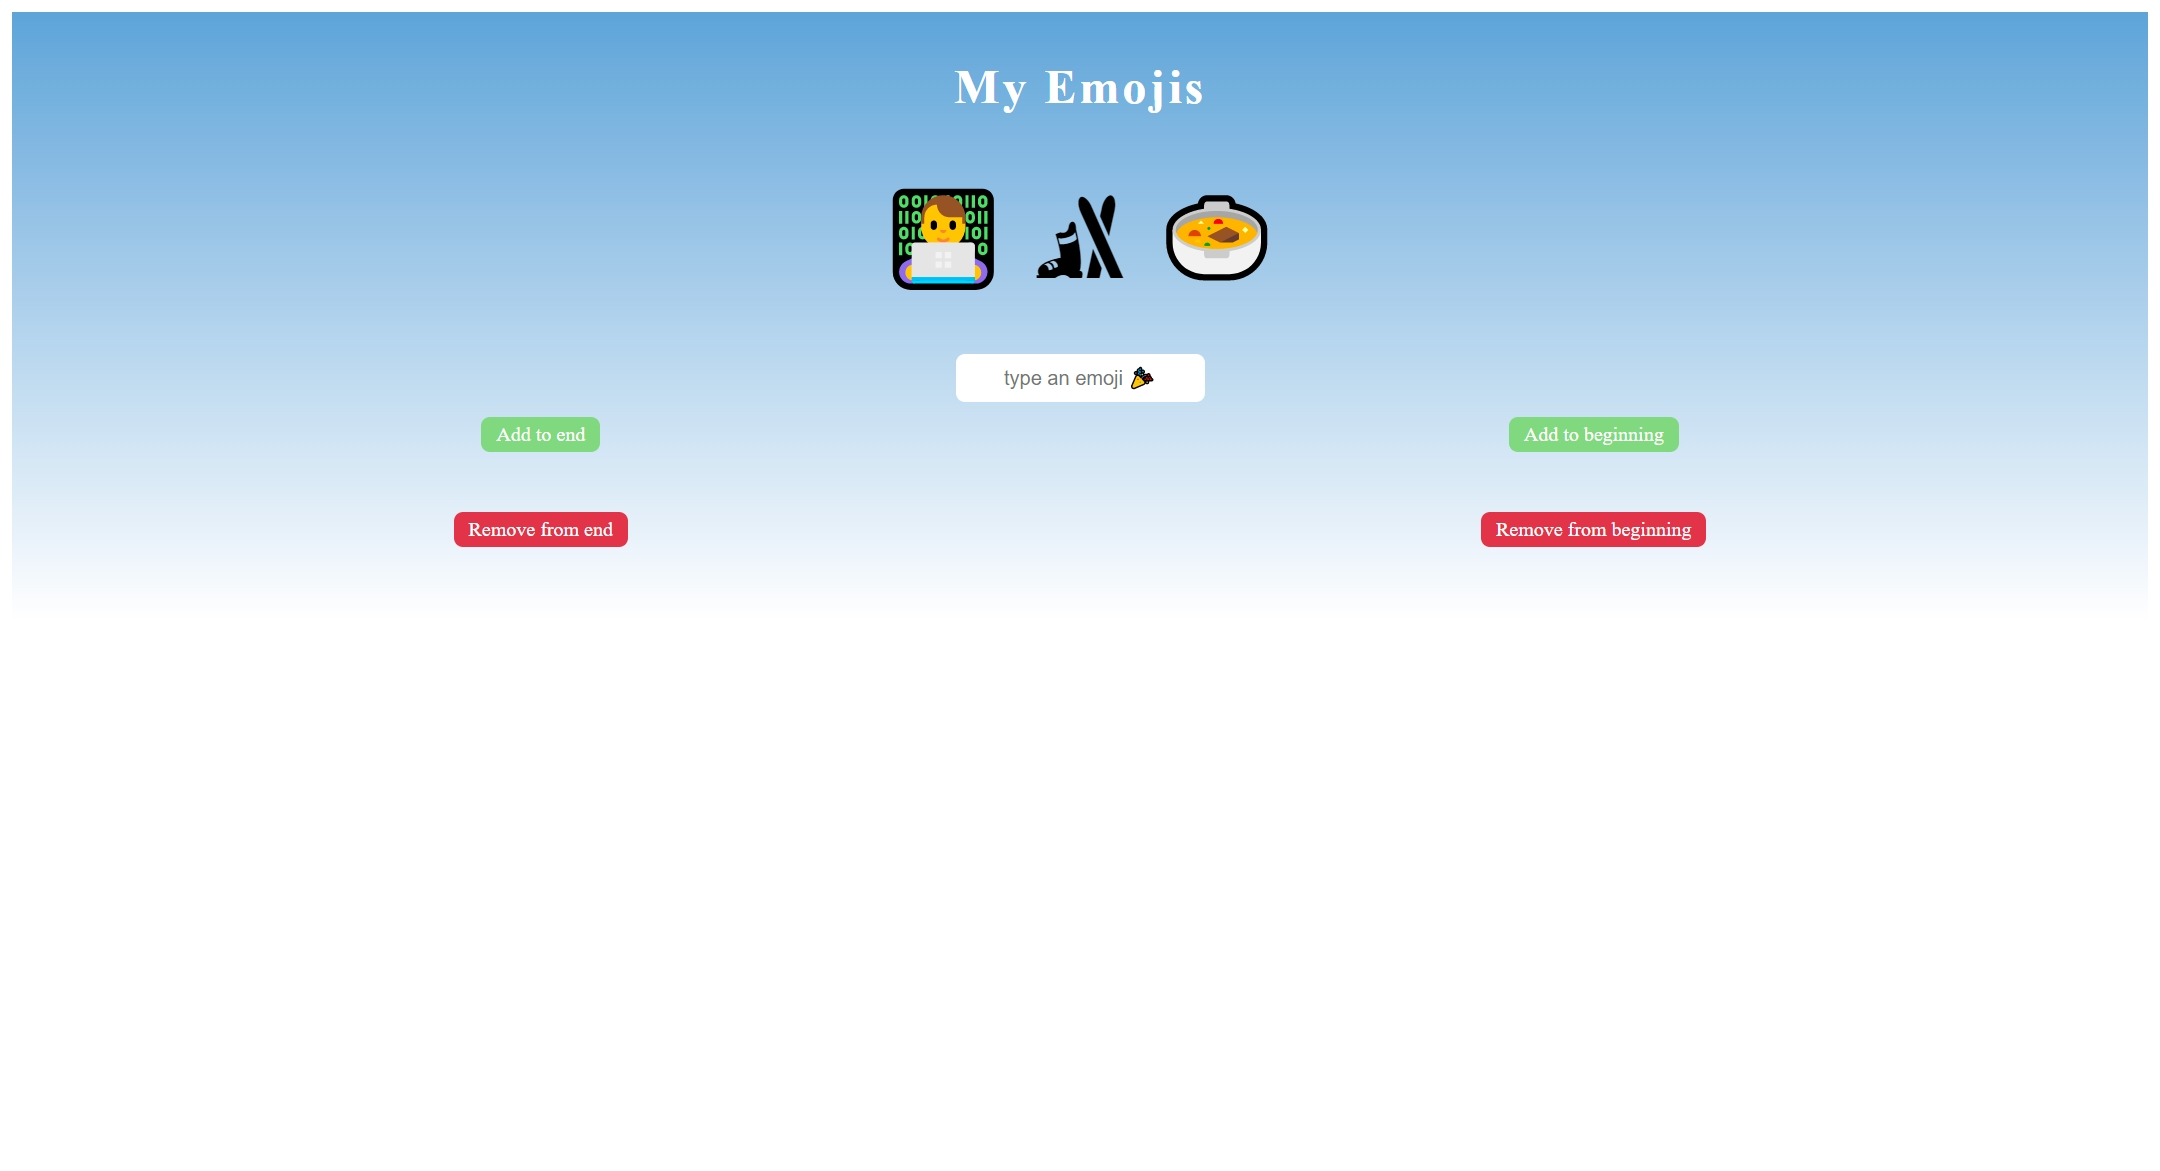 My Emojis
type an emoji 🎉
Add to end
Add to beginning
Remove from end
Remove from beginning